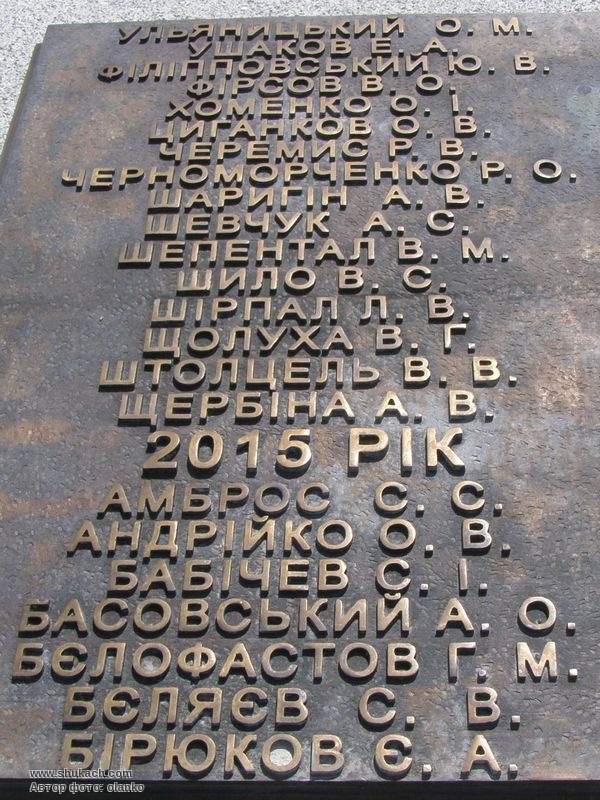 УЛЬЯНИЦЬКИЙ О. М.
УШАКОВ Е. А.
ФІЛІППОВСЬКИЙ Ю. В.
ФІРСОВ В. О.
ХОМЕНКО О. І.
ЦИГАНКОВ О. В.
ЧЕРЕМИС Р. В.
ЧЕРНОМОРЧЕНКО Р. О.
ШАРИГІН А. В.
ШЕВЧУК А. С.
ШЕПЕНТАЛ В. М.
ШИЛО В. С.
ШІРПАЛ Л. В.
ЩОЛУХА В. Г.
ШТОЛЦЕЛЬ В. В.
ЩЕРБІНА А. В.
2015 РІК
АМБРОС С. С.
АНДРІЙКО О. В.
БАБІЧЕВ С. І.
БАСОВСЬКИЙ А. О.
БЄЛОФАСТОВ Г. М.
БЄЛЯЄВ С. В.
БІРЮКОВ Є. А.
www.shukach.com
Автор фото: olanko